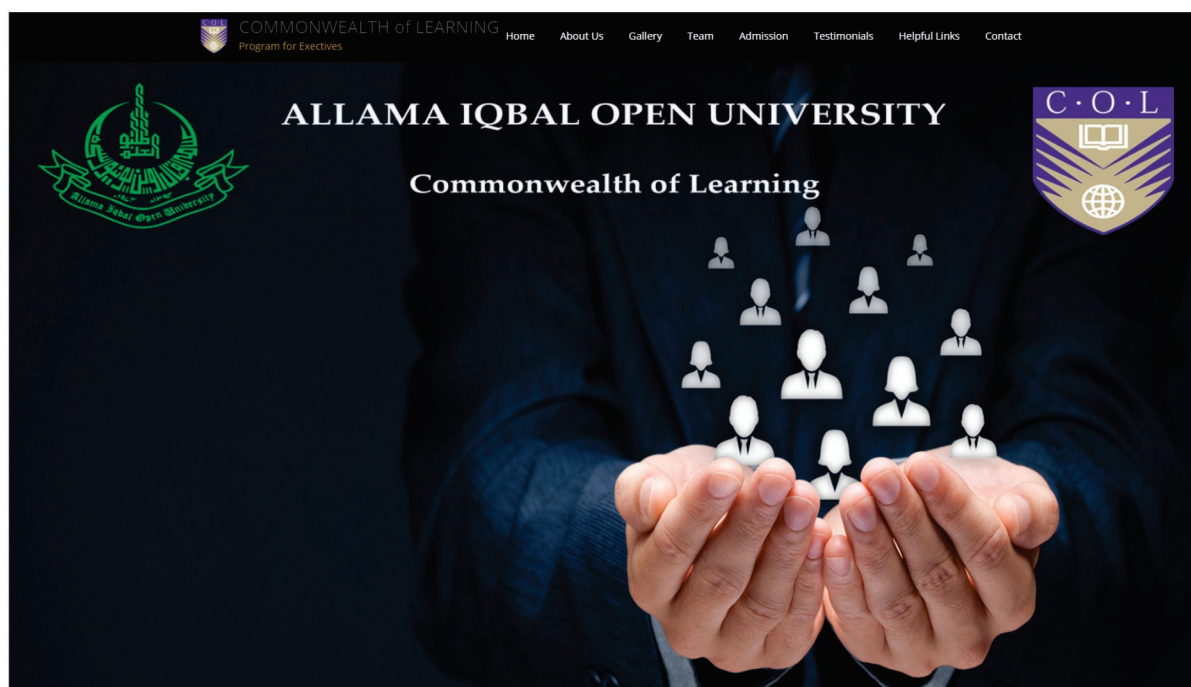 C·O·L
COMMONWEALTH of LEARNING
Program for Exectives
Home About Us Gallery Team Admission Testimonials Helpful Links Contact
ALLAMA IQBAL OPEN UNIVERSITY
Commonwealth of Learning
Allama Iqbal Open University
C·O·L